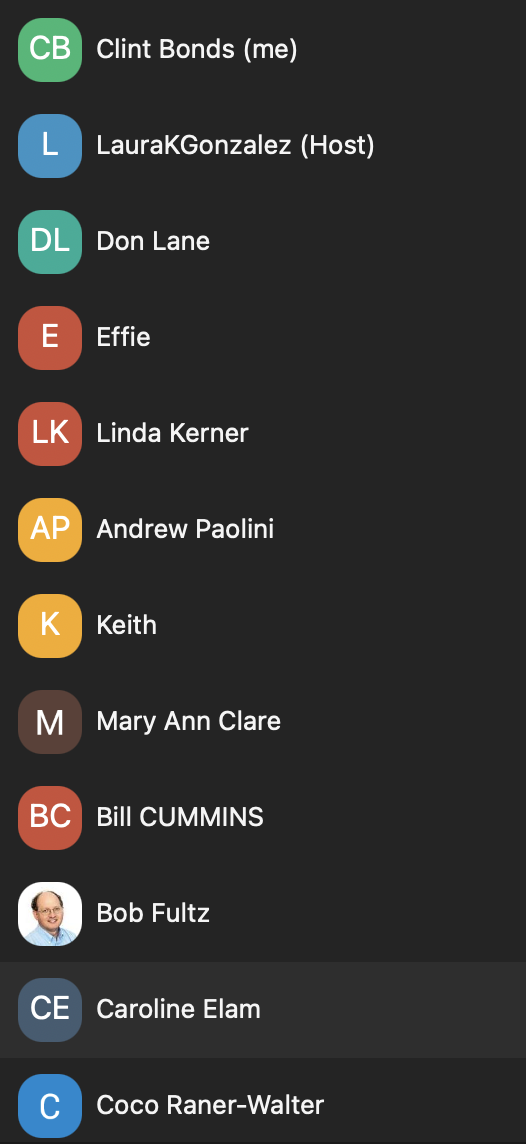 CB Clint Bonds (me)
L LauraKGonzalez (Host)
DL Don Lane
E Effie
LK Linda Kerner
AP Andrew Paolini
K Keith
M Mary Ann Clare
BC Bill CUMMINS
Bob Fultz
CE Caroline Elam
C Coco Raner-Walter